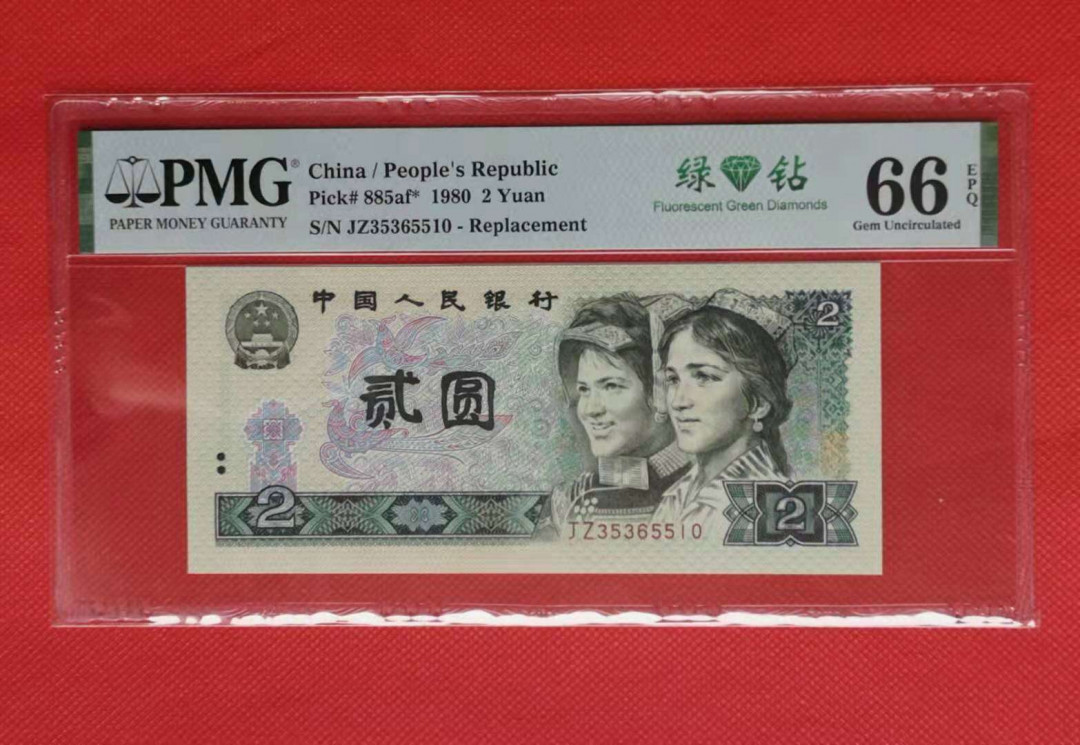 PMG®
PAPER MONEY GUARANTY
China / People's Republic
Pick# 885af* 1980 2 Yuan
S/N JZ35365510 - Replacement
绿 钻
Fluorescent Green Diamonds
66
EPQ
Gem Uncirculated
中国人民银行
2
贰圆
2
JZ35365510
2